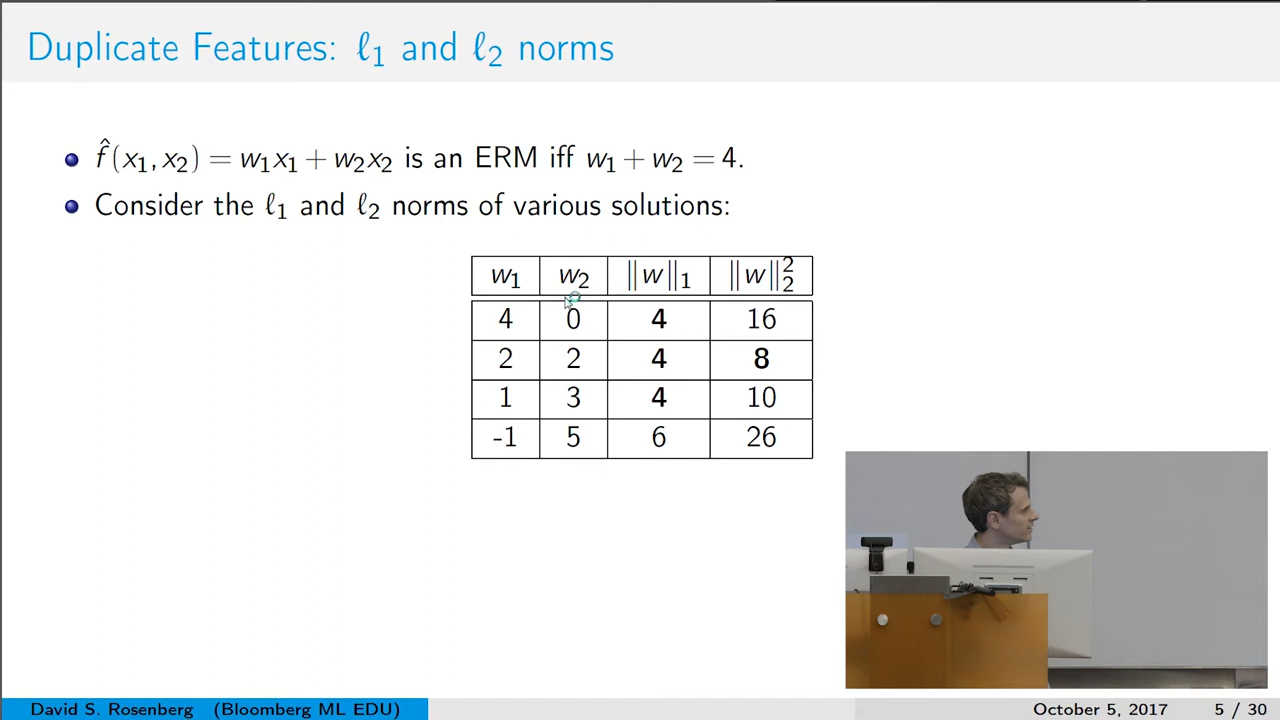 Duplicate Features: ℓ₁ and ℓ₂ norms
f̂(x₁, x₂) = w₁x₁ + w₂x₂ is an ERM iff w₁ + w₂ = 4.
Consider the ℓ₁ and ℓ₂ norms of various solutions:
w₁ w₂ ‖w‖₁ ‖w‖₂²
4 0 4 16
2 2 4 8
1 3 4 10
-1 5 6 26
David S. Rosenberg (Bloomberg ML EDU) October 5, 2017 5 / 30